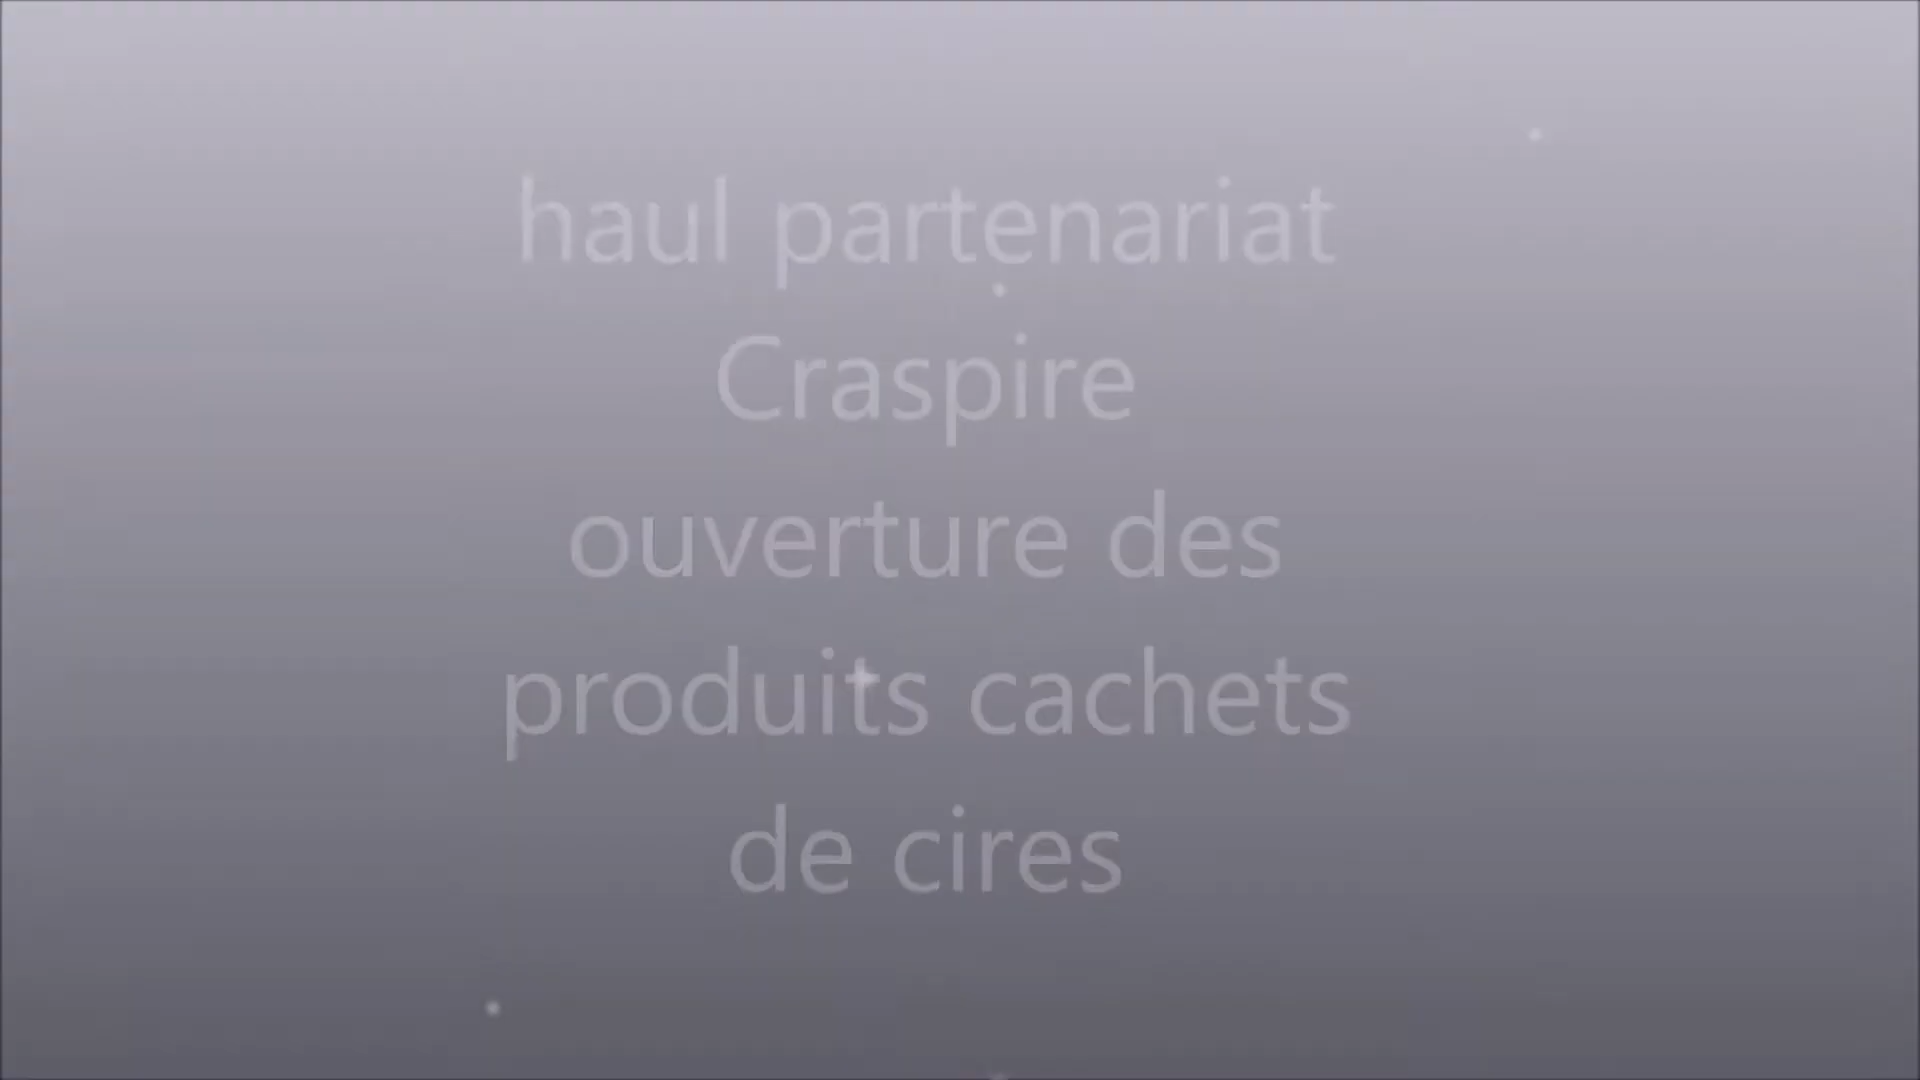 haul partenariat
Craspire
ouverture des
produits cachets
de cires